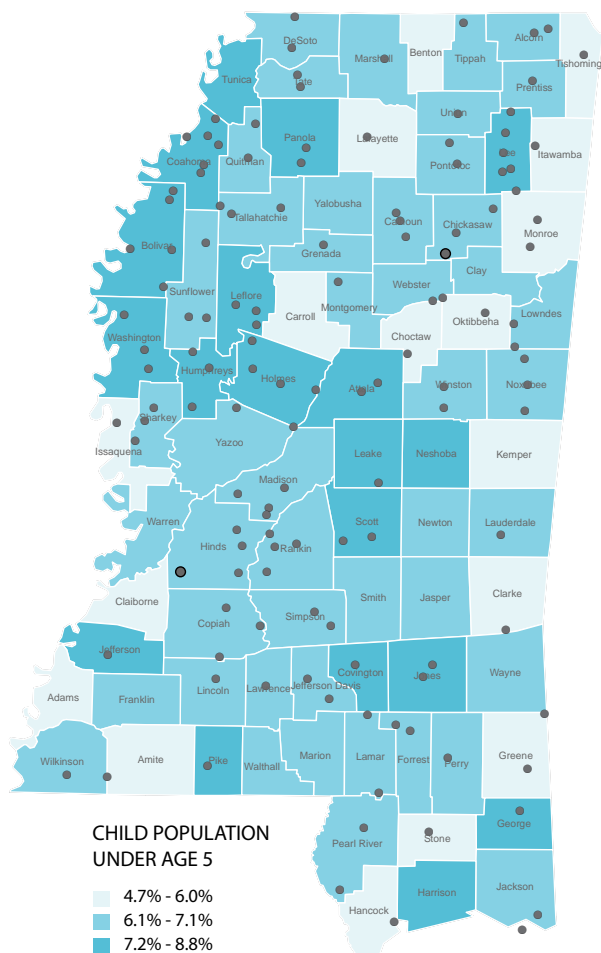 DeSoto
Benton
Alcorn
Tippah
Marshall
Tishoming
Tunica
Tate
Prentiss
Union
Panola
Lafayette
Lee
Itawamba
Coahoma
Quitman
Pontotoc
Yalobusha
Tallahatchie
Calhoun
Chickasaw
Monroe
Bolivar
Grenada
Clay
Sunflower
Leflore
Webster
Montgomery
Carroll
Lowndes
Oktibbeha
Washington
Choctaw
Humphreys
Holmes
Attala
Winston
Noxubee
Sharkey
Yazoo
Issaquena
Leake
Neshoba
Kemper
Madison
Warren
Scott
Newton
Lauderdale
Hinds
Rankin
Claiborne
Smith
Jasper
Clarke
Simpson
Copiah
Jefferson
Covington
Jones
Wayne
Adams
Franklin
Lincoln
Lawrence
Jefferson Davis
Wilkinson
Amite
Pike
Walthall
Marion
Lamar
Forrest
Perry
Greene
George
CHILD POPULATION
UNDER AGE 5
Pearl River
Stone
4.7% - 6.0%
6.1% - 7.1%
7.2% - 8.8%
Hancock
Harrison
Jackson